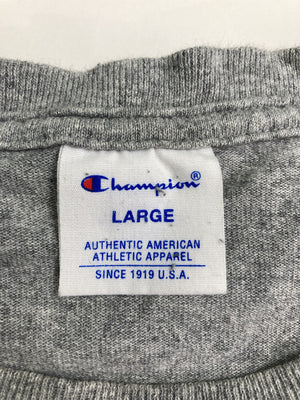 Champion®
LARGE
AUTHENTIC AMERICAN
ATHLETIC APPAREL
SINCE 1919 U.S.A.